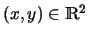 (x, y) ∈ ℝ²